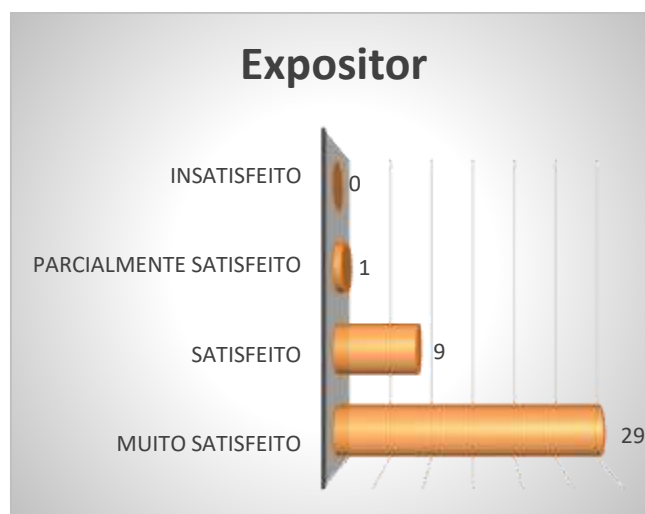 Expositor
INSATISFEITO 0
PARCIALMENTE SATISFEITO 1
SATISFEITO 9
MUITO SATISFEITO 29